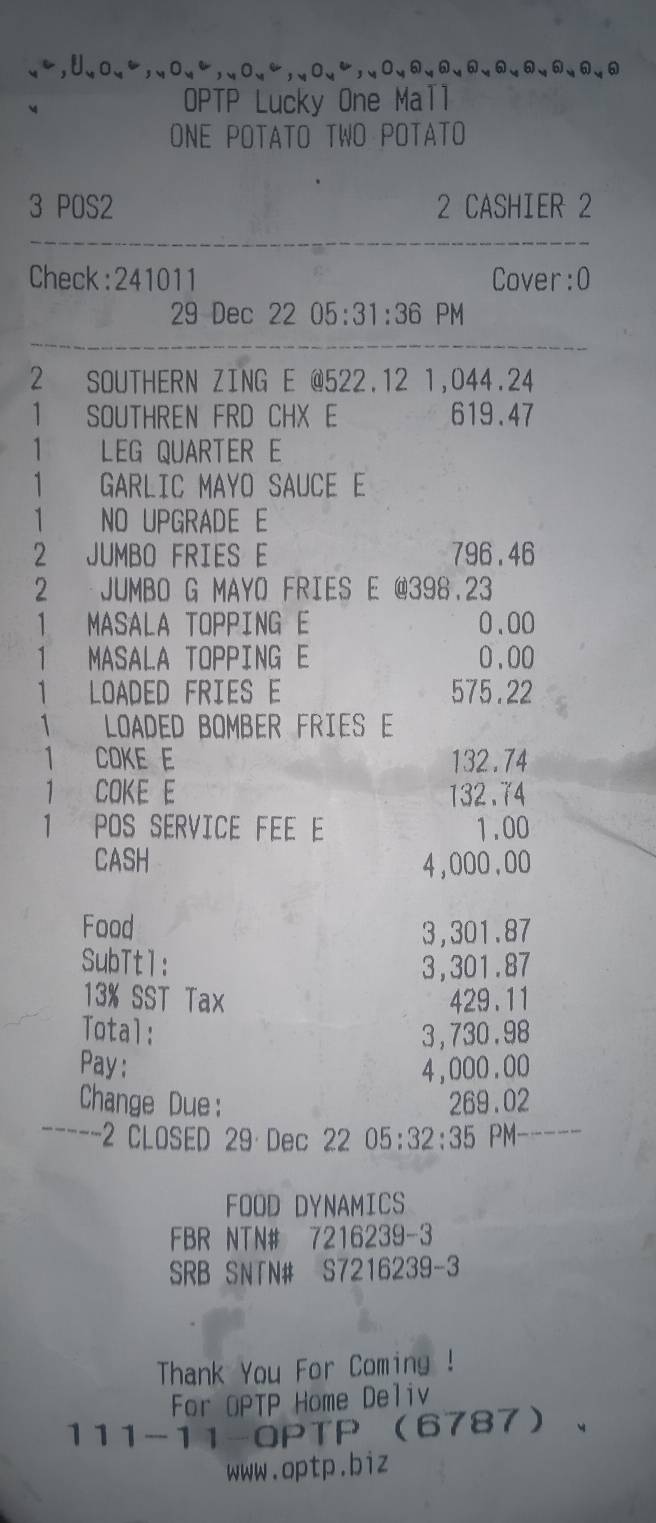 OPTP Lucky One Mall
ONE POTATO TWO POTATO
3 POS2 2 CASHIER 2
Check:241011 Cover:0
29 Dec 22 05:31:36 PM
2 SOUTHERN ZING E @522.12 1,044.24
1 SOUTHREN FRD CHX E 619.47
1 LEG QUARTER E
1 GARLIC MAYO SAUCE E
1 NO UPGRADE E
2 JUMBO FRIES E 796.46
2 JUMBO G MAYO FRIES E @398.23
1 MASALA TOPPING E 0.00
1 MASALA TOPPING E 0.00
1 LOADED FRIES E 575.22
1 LOADED BOMBER FRIES E
1 COKE E 132.74
1 COKE E 132.74
1 POS SERVICE FEE E 1.00
CASH 4,000.00
Food 3,301.87
SubTtl: 3,301.87
13% SST Tax 429.11
Total: 3,730.98
Pay: 4,000.00
Change Due: 269.02
-----2 CLOSED 29 Dec 22 05:32:35 PM-----
FOOD DYNAMICS
FBR NTN# 7216239-3
SRB SNTN# S7216239-3
Thank You For Coming !
For OPTP Home Deliv
111-11-OPTP (6787)
www.optp.biz